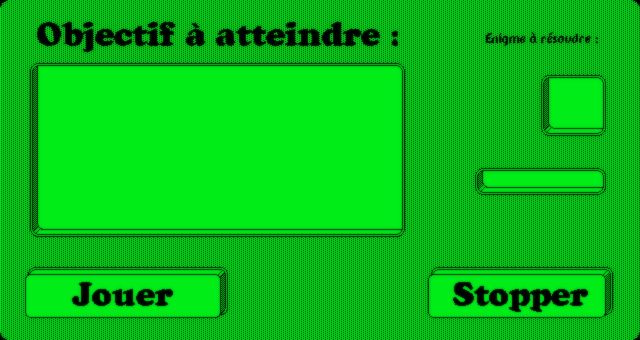 Objectif à atteindre :
Enigme à résoudre :
Jouer
Stopper